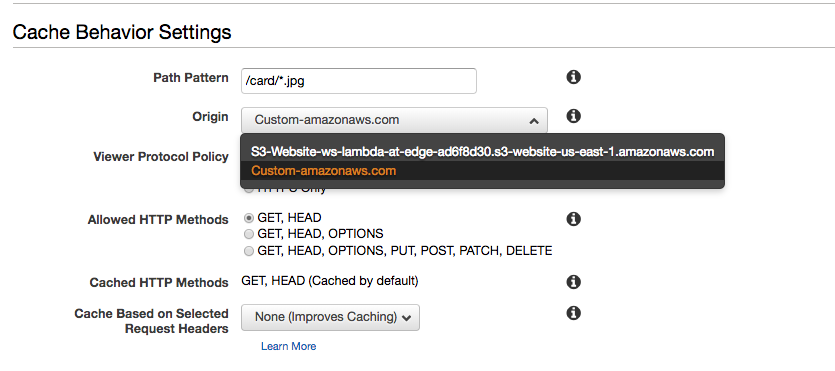 Cache Behavior Settings
Path Pattern /card/*.jpg
Origin Custom-amazonaws.com
S3-Website-ws-lambda-at-edge-ad6f8d30.s3-website-us-east-1.amazonaws.com
Viewer Protocol Policy
Custom-amazonaws.com
HTTPS Only
Allowed HTTP Methods GET, HEAD
GET, HEAD, OPTIONS
GET, HEAD, OPTIONS, PUT, POST, PATCH, DELETE
Cached HTTP Methods GET, HEAD (Cached by default)
Cache Based on Selected None (Improves Caching)
Request Headers
Learn More